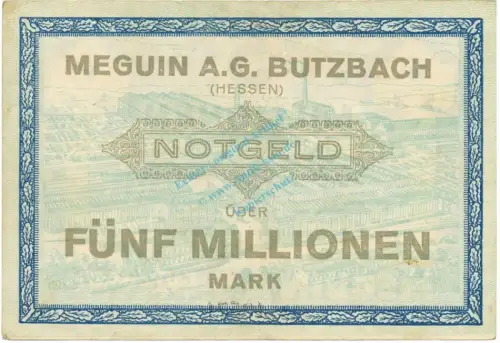 MEGUIN A.G. BUTZBACH
(HESSEN)
NOTGELD
ÜBER
FÜNF MILLIONEN
MARK